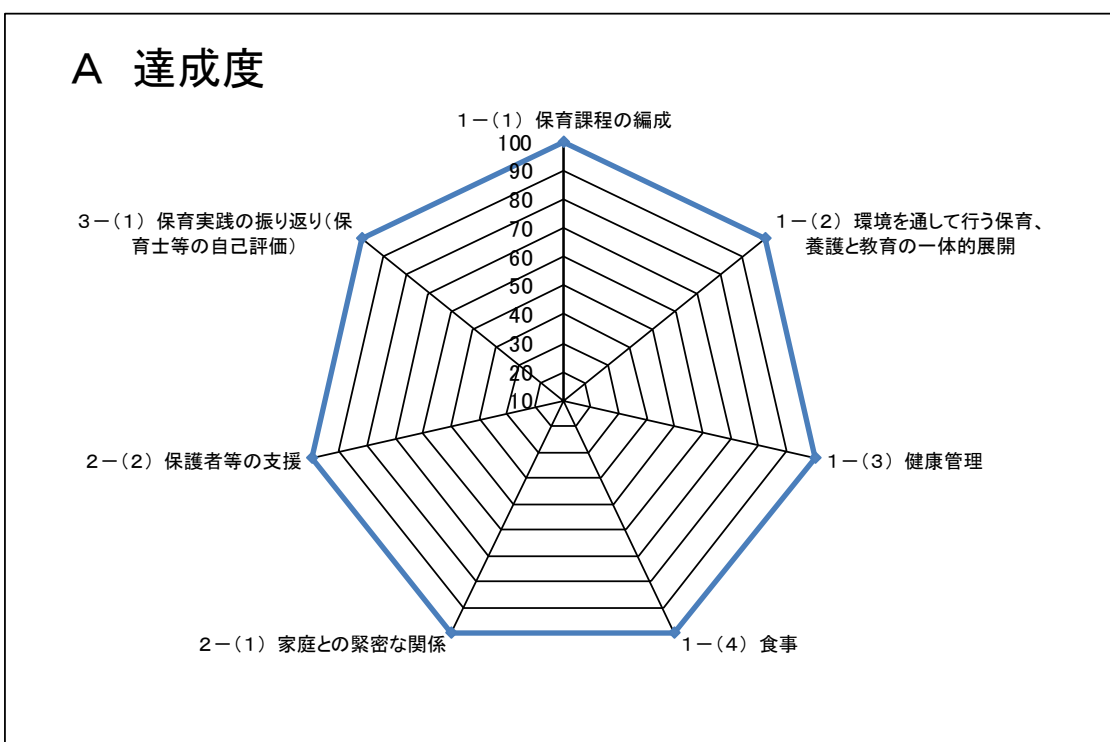 A 達成度
1-(1) 保育課程の編成
100
90
80
70
60
50
40
30
20
10
1-(2) 環境を通して行う保育、
養護と教育の一体的展開
1-(3) 健康管理
1-(4) 食事
2-(1) 家庭との緊密な関係
2-(2) 保護者等の支援
3-(1) 保育実践の振り返り(保
育士等の自己評価)